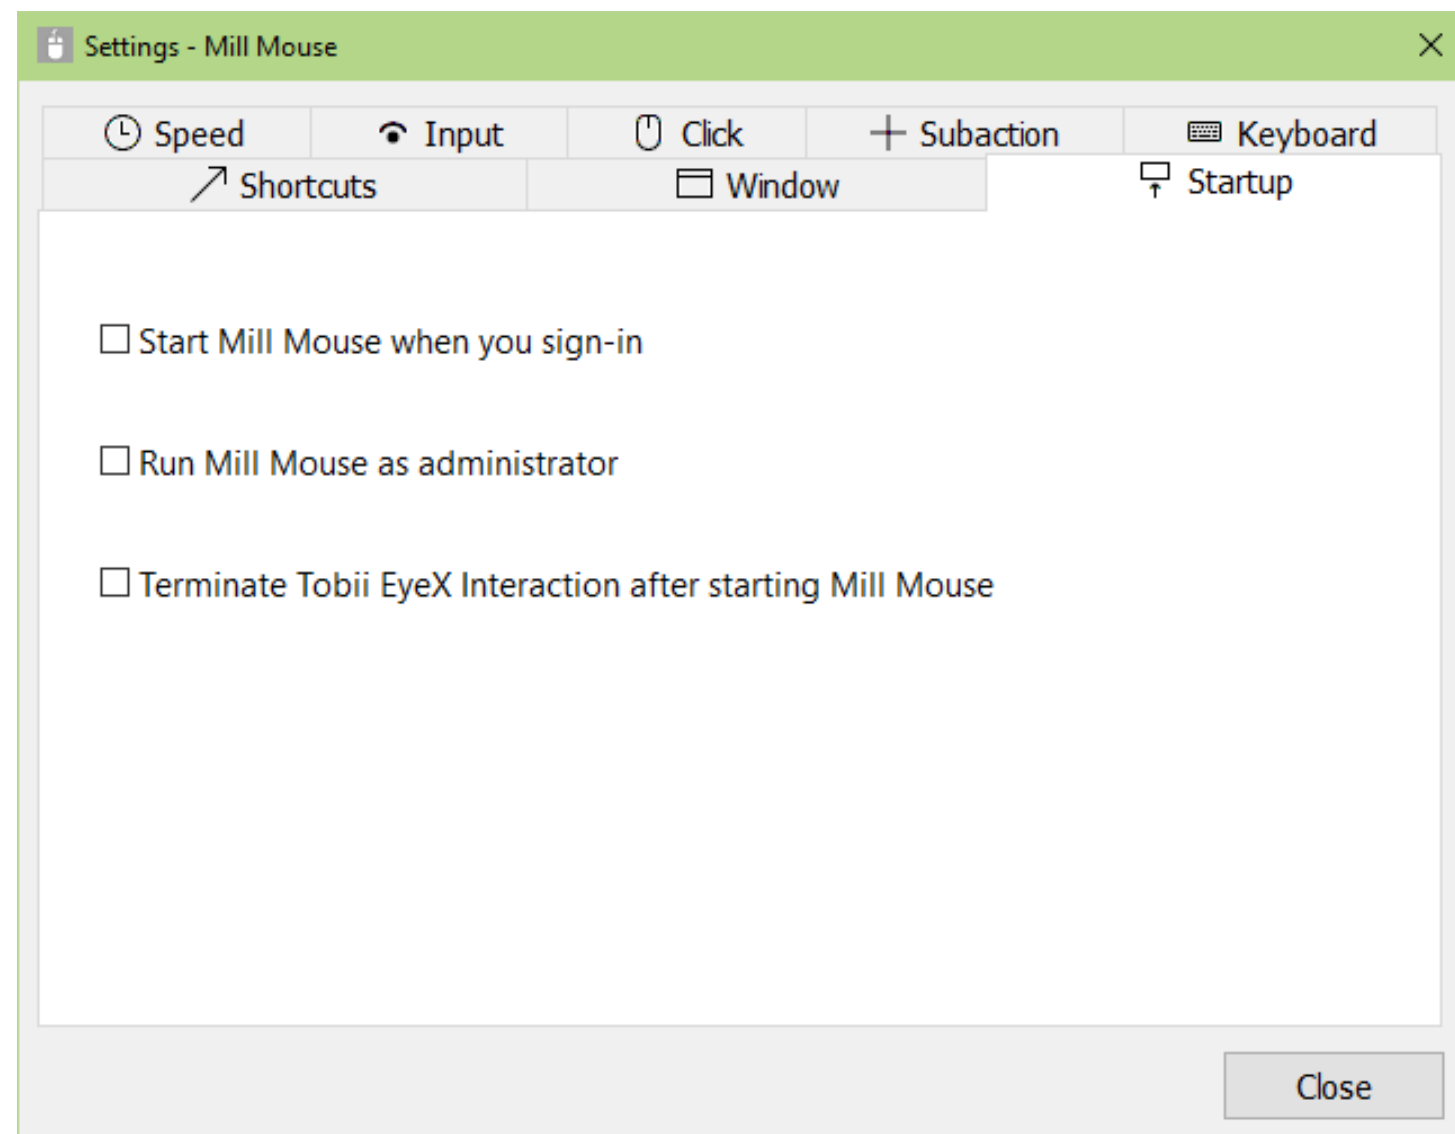 Settings - Mill Mouse
Speed Input Click Subaction Keyboard
Shortcuts Window Startup
Start Mill Mouse when you sign-in
Run Mill Mouse as administrator
Terminate Tobii EyeX Interaction after starting Mill Mouse
Close